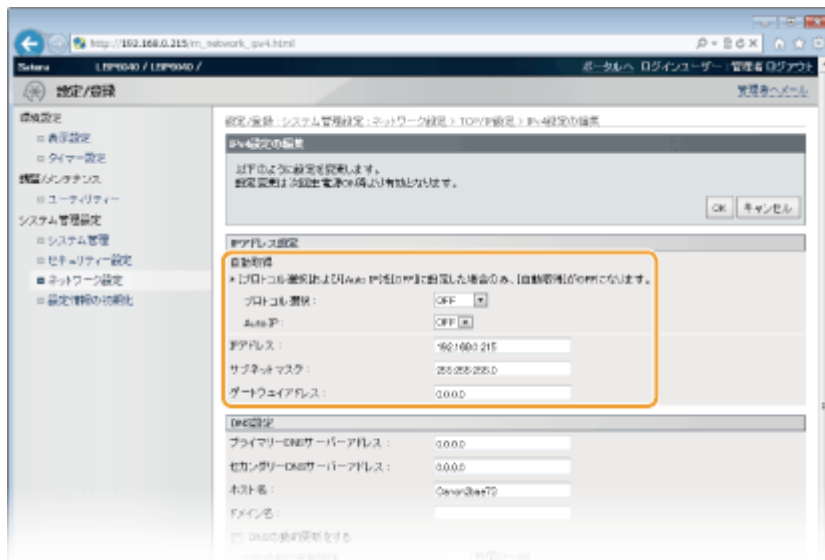 http://192.168.0.215/m_network_ipv4.html
Satera
ポータルへ ログインユーザー：管理者 ログアウト
設定/登録
管理者へメール
環境設定
表示設定
タイマー設定
調整/メンテナンス
ユーティリティー
システム管理設定
システム管理
セキュリティー設定
ネットワーク設定
設定情報の初期化
設定/登録：システム管理設定：ネットワーク設定 > TCP/IP設定 > IPv4設定の編集
IPv4設定の編集
以下のように設定を変更します。
設定変更は次回主電源ON時より有効となります。
OK キャンセル
IPアドレス設定
自動取得
* [プロトコル選択]および[Auto IP]を[OFF]に設定した場合のみ、[自動取得]がOFFになります。
プロトコル選択： OFF
Auto IP： OFF
IPアドレス： 192.168.0.215
サブネットマスク： 255.255.255.0
ゲートウェイアドレス： 0.0.0.0
DNS設定
プライマリーDNSサーバーアドレス： 0.0.0.0
セカンダリーDNSサーバーアドレス： 0.0.0.0
ホスト名：
ドメイン名：
DNSの動的更新をする